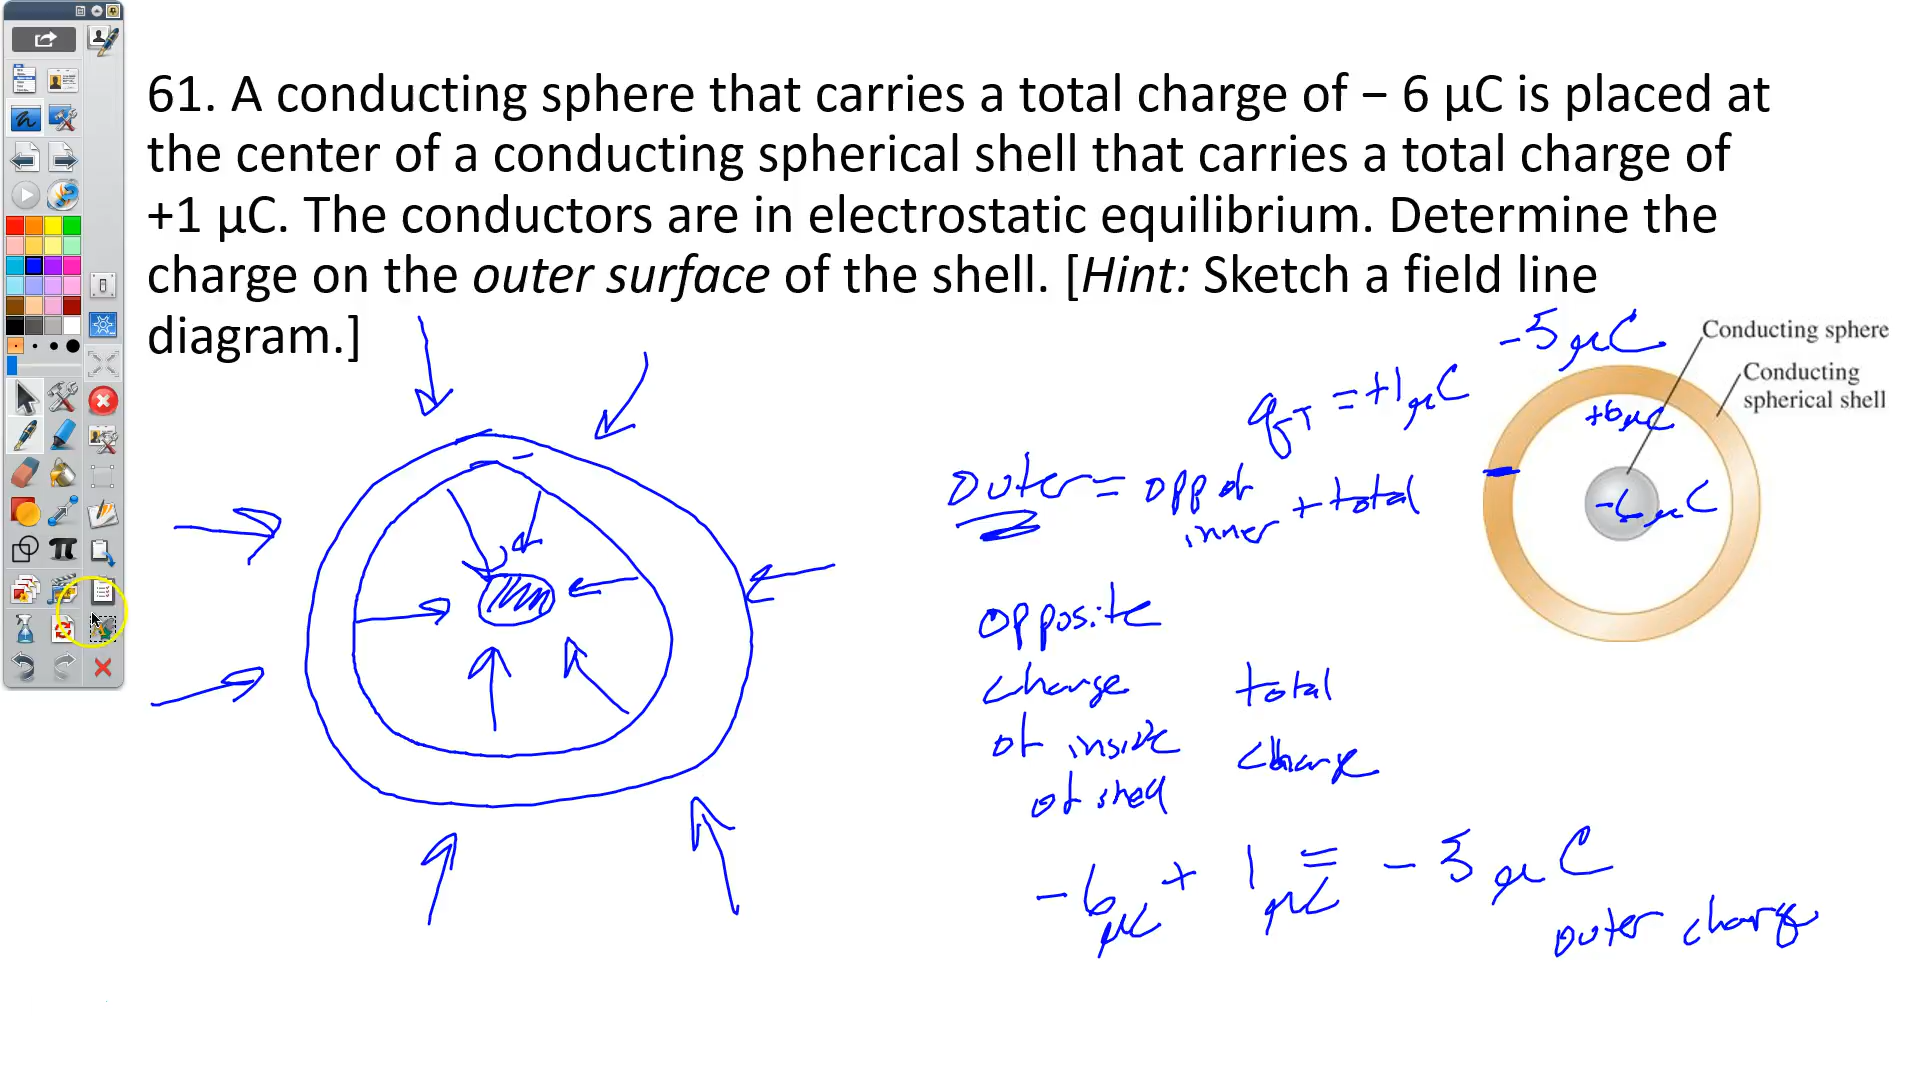 61. A conducting sphere that carries a total charge of − 6 µC is placed at
the center of a conducting spherical shell that carries a total charge of
+1 µC. The conductors are in electrostatic equilibrium. Determine the
charge on the outer surface of the shell. [Hint: Sketch a field line
diagram.]
-5 µC
Conducting sphere
Conducting
spherical shell
qT = +1 µC
+6 µC
-6 µC
outer = opp of
inner + total
opposite
charge
of inside
of shell
total
charge
-6 µC + 1 µC = -5 µC
outer charge